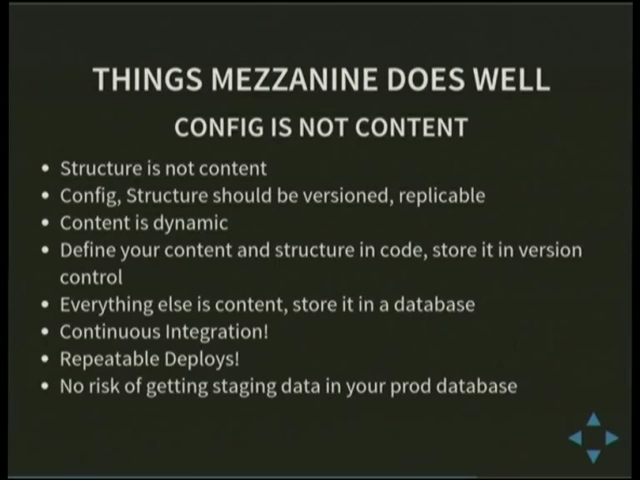 THINGS MEZZANINE DOES WELL
CONFIG IS NOT CONTENT
• Structure is not content
• Config, Structure should be versioned, replicable
• Content is dynamic
• Define your content and structure in code, store it in version
control
• Everything else is content, store it in a database
• Continuous Integration!
• Repeatable Deploys!
• No risk of getting staging data in your prod database